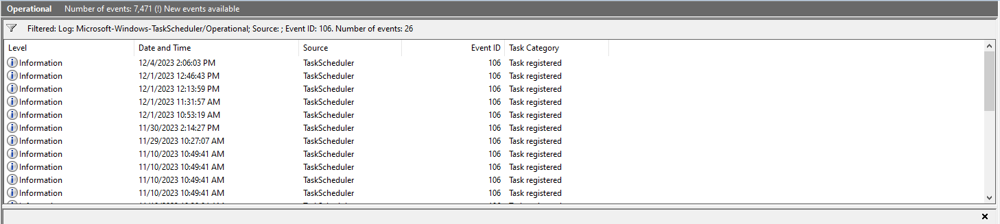 Operational Number of events: 7,471 (!) New events available
Filtered: Log: Microsoft-Windows-TaskScheduler/Operational; Source: ; Event ID: 106. Number of events: 26
Level Date and Time Source Event ID Task Category
Information 12/4/2023 2:06:03 PM TaskScheduler 106 Task registered
Information 12/1/2023 12:46:43 PM TaskScheduler 106 Task registered
Information 12/1/2023 12:13:59 PM TaskScheduler 106 Task registered
Information 12/1/2023 11:31:57 AM TaskScheduler 106 Task registered
Information 12/1/2023 10:53:19 AM TaskScheduler 106 Task registered
Information 11/30/2023 2:14:27 PM TaskScheduler 106 Task registered
Information 11/29/2023 10:27:07 AM TaskScheduler 106 Task registered
Information 11/10/2023 10:49:41 AM TaskScheduler 106 Task registered
Information 11/10/2023 10:49:41 AM TaskScheduler 106 Task registered
Information 11/10/2023 10:49:41 AM TaskScheduler 106 Task registered
Information 11/10/2023 10:49:41 AM TaskScheduler 106 Task registered